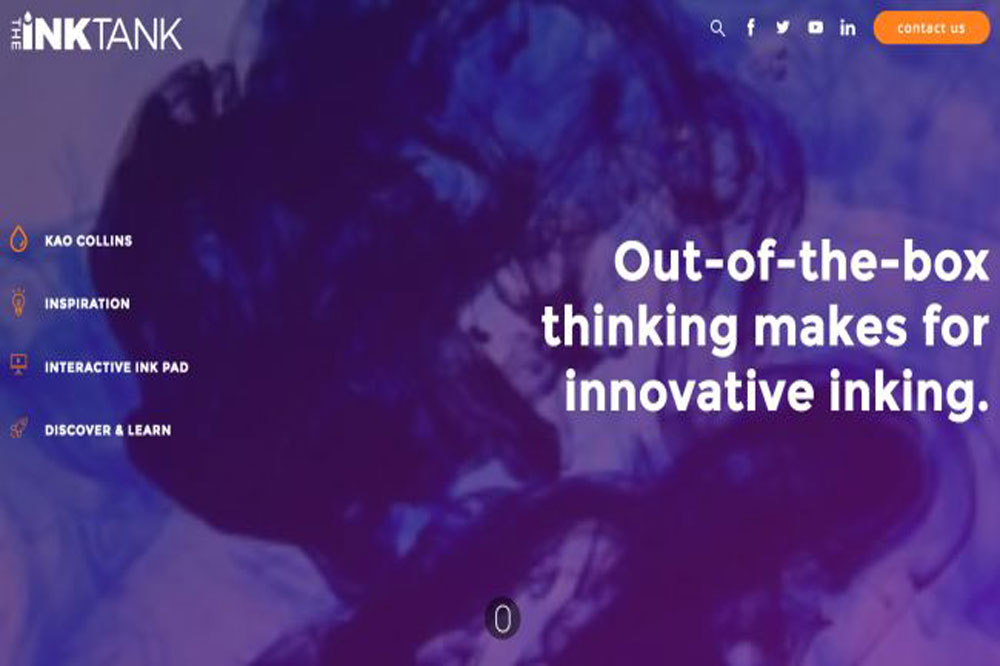 THE INKTANK
contact us
KAO COLLINS
INSPIRATION
INTERACTIVE INK PAD
DISCOVER & LEARN
Out-of-the-box
thinking makes for
innovative inking.